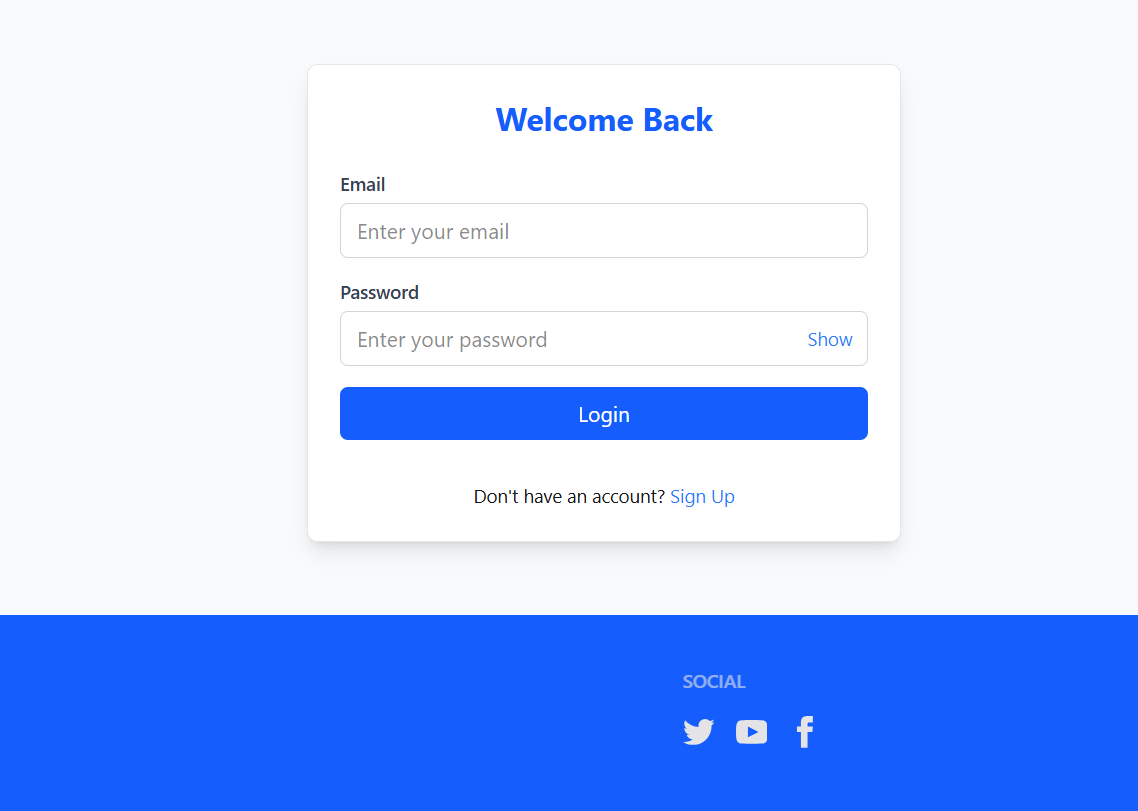 Welcome Back
Email
Enter your email
Password
Enter your password Show
Login
Don't have an account? Sign Up
SOCIAL